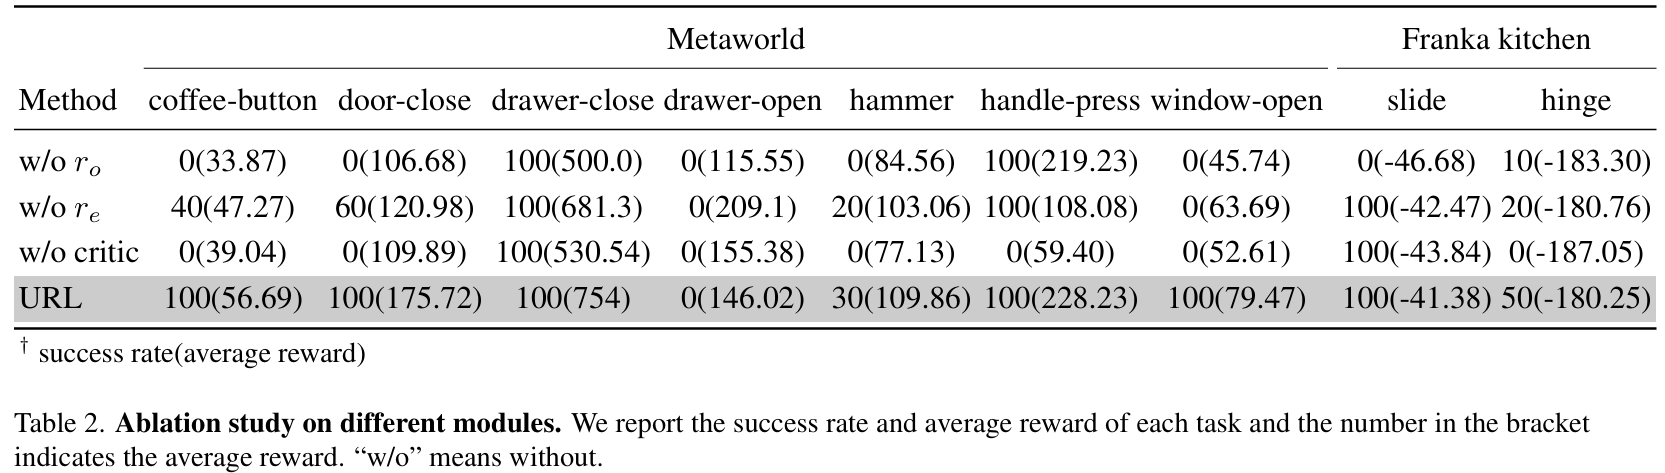 Metaworld Franka kitchen
Method coffee-button door-close drawer-close drawer-open hammer handle-press window-open slide hinge
w/o r_o 0(33.87) 0(106.68) 100(500.0) 0(115.55) 0(84.56) 100(219.23) 0(45.74) 0(-46.68) 10(-183.30)
w/o r_e 40(47.27) 60(120.98) 100(681.3) 0(209.1) 20(103.06) 100(108.08) 0(63.69) 100(-42.47) 20(-180.76)
w/o critic 0(39.04) 0(109.89) 100(530.54) 0(155.38) 0(77.13) 0(59.40) 0(52.61) 100(-43.84) 0(-187.05)
URL 100(56.69) 100(175.72) 100(754) 0(146.02) 30(109.86) 100(228.23) 100(79.47) 100(-41.38) 50(-180.25)
† success rate(average reward)
Table 2. Ablation study on different modules. We report the success rate and average reward of each task and the number in the bracket
indicates the average reward. “w/o” means without.